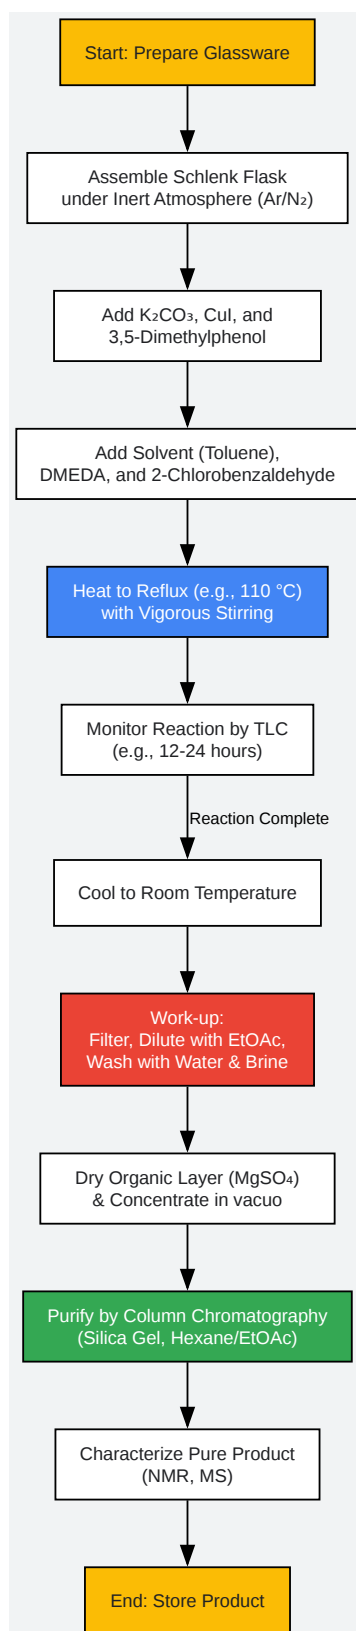 Start: Prepare Glassware
Assemble Schlenk Flask
under Inert Atmosphere (Ar/N₂)
Add K₂CO₃, CuI, and
3,5-Dimethylphenol
Add Solvent (Toluene),
DMEDA, and 2-Chlorobenzaldehyde
Heat to Reflux (e.g., 110 °C)
with Vigorous Stirring
Monitor Reaction by TLC
(e.g., 12-24 hours)
Reaction Complete
Cool to Room Temperature
Work-up:
Filter, Dilute with EtOAc,
Wash with Water & Brine
Dry Organic Layer (MgSO₄)
& Concentrate in vacuo
Purify by Column Chromatography
(Silica Gel, Hexane/EtOAc)
Characterize Pure Product
(NMR, MS)
End: Store Product